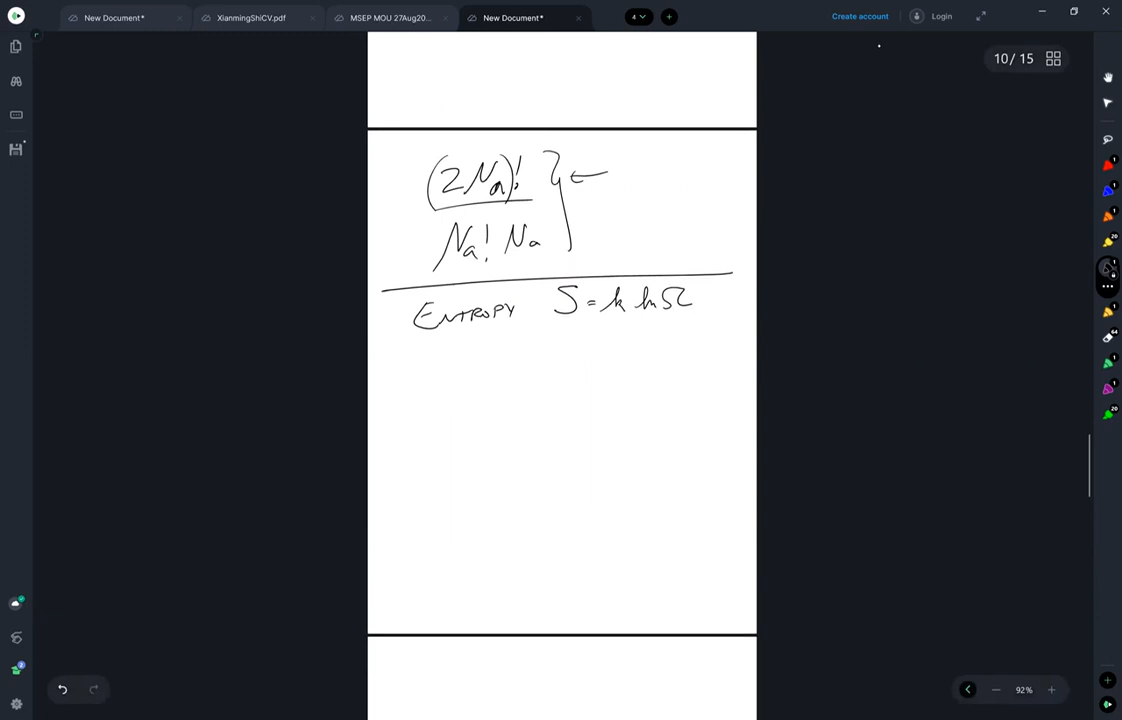 New Document*
XianmingShiCV.pdf
MSEP MOU 27Aug20...
New Document*
4
Create account
Login
10/ 15
(2Na)!
Na! Na
ENTROPY S = k ln Ω
92%